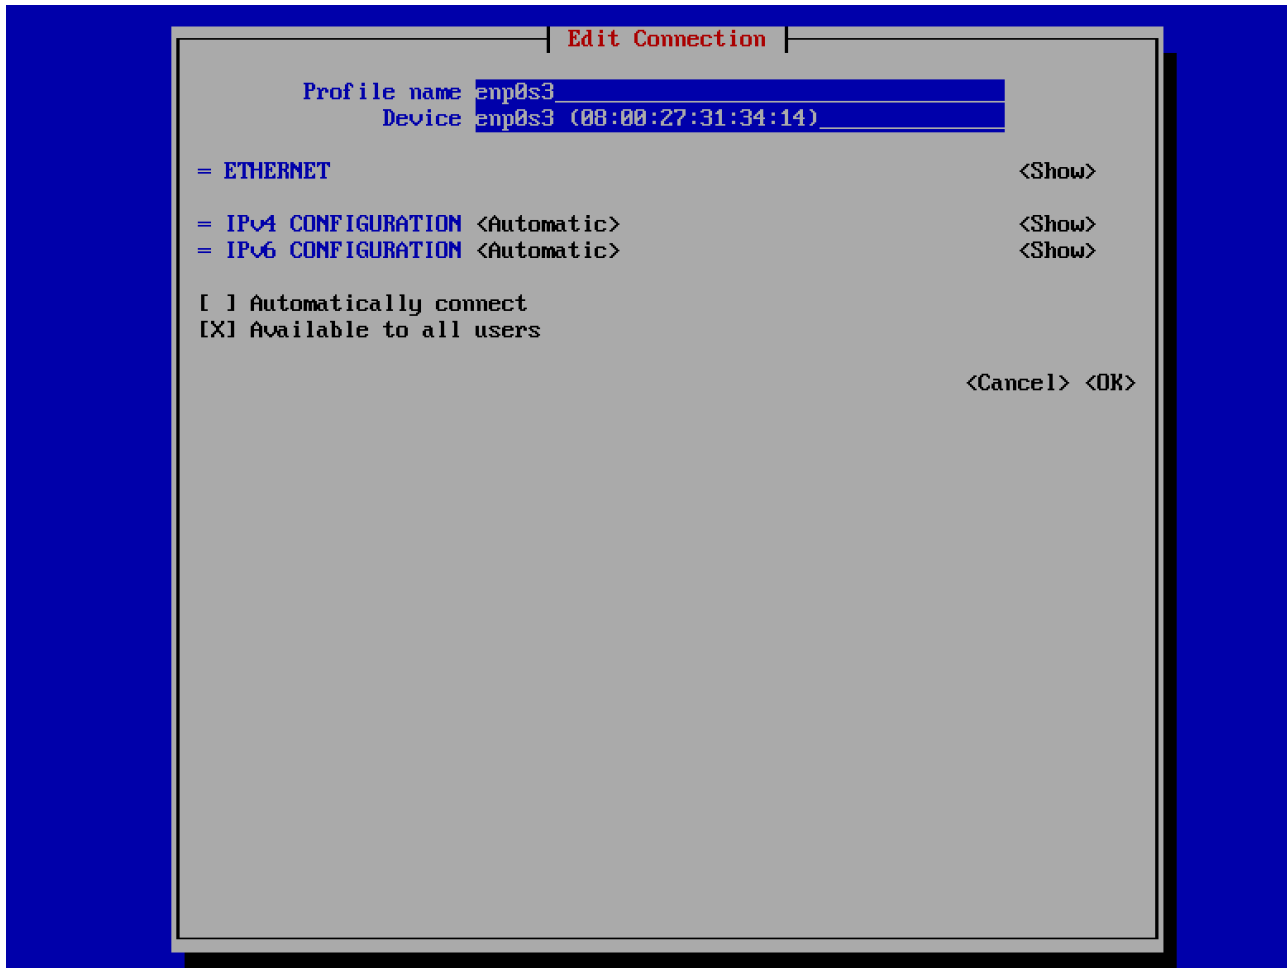 Edit Connection
Profile name enp0s3
Device enp0s3 (08:00:27:31:34:14)
= ETHERNET <Show>
= IPv4 CONFIGURATION <Automatic> <Show>
= IPv6 CONFIGURATION <Automatic> <Show>
[ ] Automatically connect
[X] Available to all users
<Cancel> <OK>